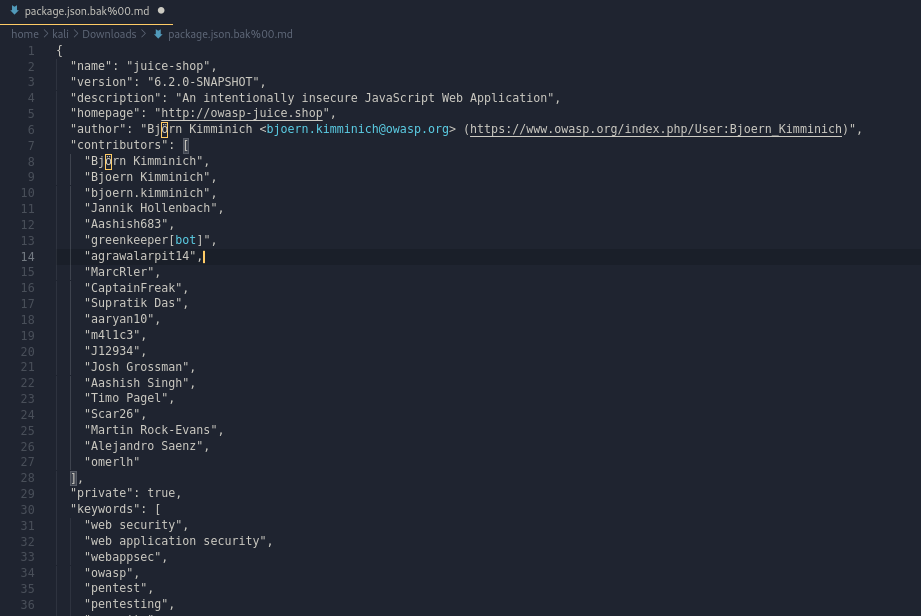 package.json.bak%00.md
home > kali > Downloads > package.json.bak%00.md
1 {
2 "name": "juice-shop",
3 "version": "6.2.0-SNAPSHOT",
4 "description": "An intentionally insecure JavaScript Web Application",
5 "homepage": "http://owasp-juice.shop",
6 "author": "Björn Kimminich <bjoern.kimminich@owasp.org> (https://www.owasp.org/index.php/User:Bjoern_Kimminich)",
7 "contributors": [
8 "Björn Kimminich",
9 "Bjoern Kimminich",
10 "bjoern.kimminich",
11 "Jannik Hollenbach",
12 "Aashish683",
13 "greenkeeper[bot]",
14 "agrawalarpit14",
15 "MarcRler",
16 "CaptainFreak",
17 "Supratik Das",
18 "aaryan10",
19 "m4l1c3",
20 "J12934",
21 "Josh Grossman",
22 "Aashish Singh",
23 "Timo Pagel",
24 "Scar26",
25 "Martin Rock-Evans",
26 "Alejandro Saenz",
27 "omerlh"
28 ],
29 "private": true,
30 "keywords": [
31 "web security",
32 "web application security",
33 "webappsec",
34 "owasp",
35 "pentest",
36 "pentesting",